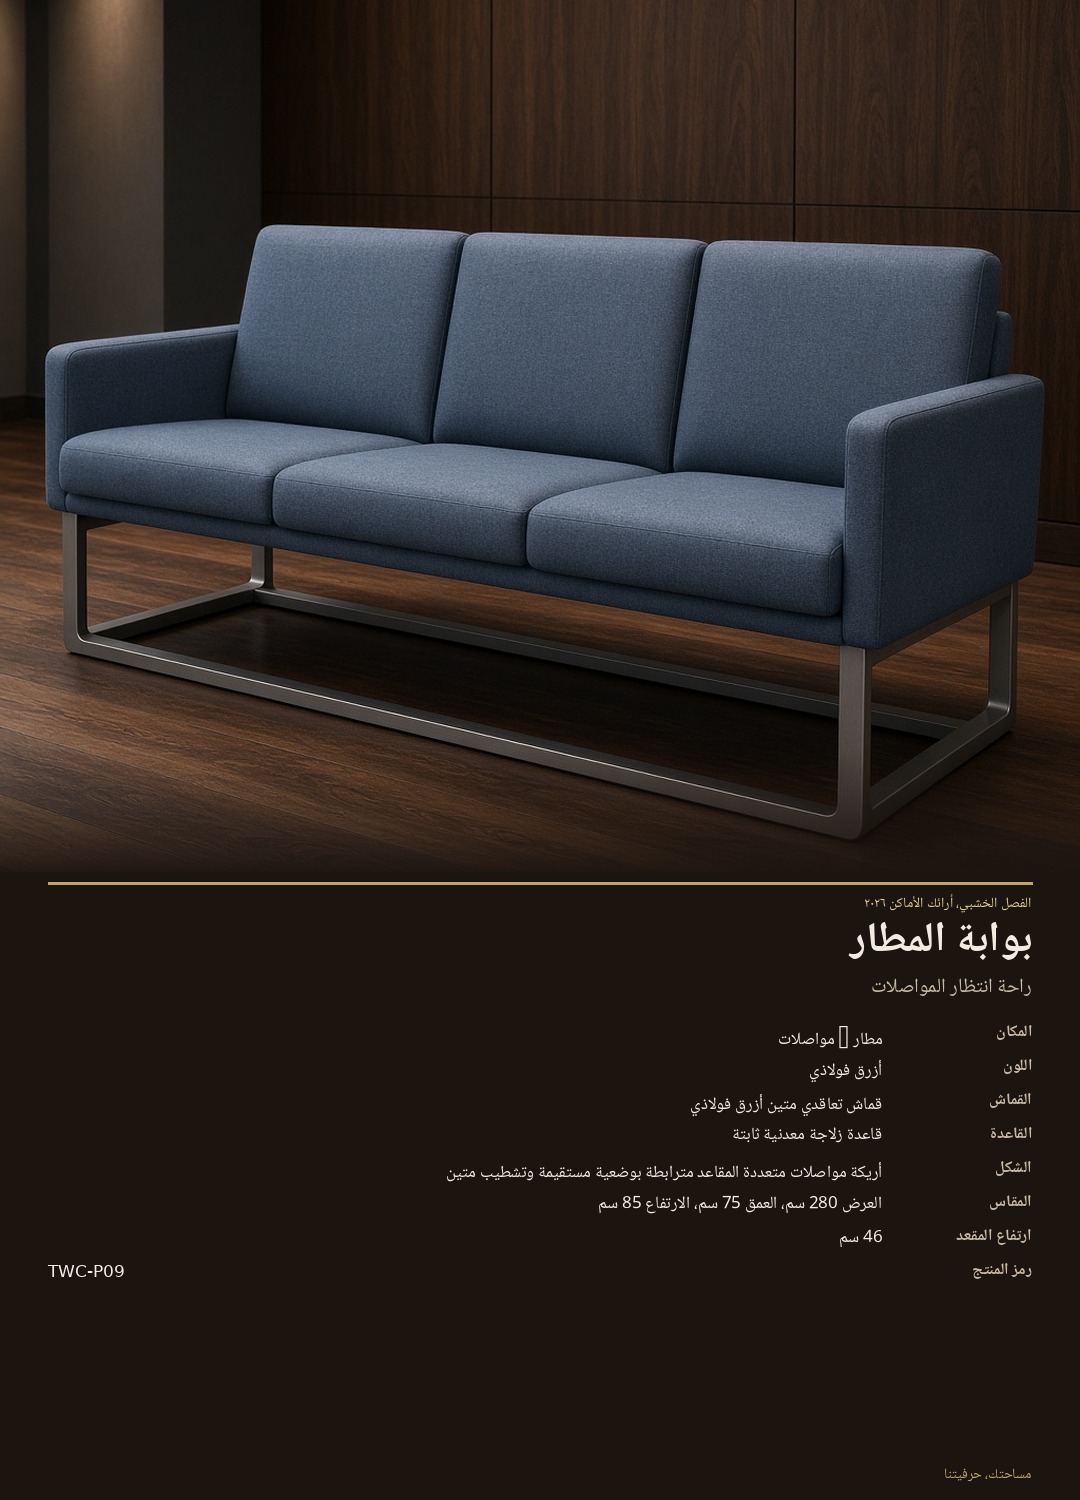 الفصل الخشبي، أرائك الأماكن ٢٠٢٦
بوابة المطار
راحة انتظار المواصلات
المكان مطار ▯ مواصلات
اللون أزرق فولاذي
القماش قماش تعاقدي متين أزرق فولاذي
القاعدة قاعدة زلاجة معدنية ثابتة
الشكل أريكة مواصلات متعددة المقاعد مترابطة بوضعية مستقيمة وتشطيب متين
المقاس العرض 280 سم، العمق 75 سم، الارتفاع 85 سم
ارتفاع المقعد 46 سم
رمز المنتج TWC-P09
مساحتك، حرفيتنا